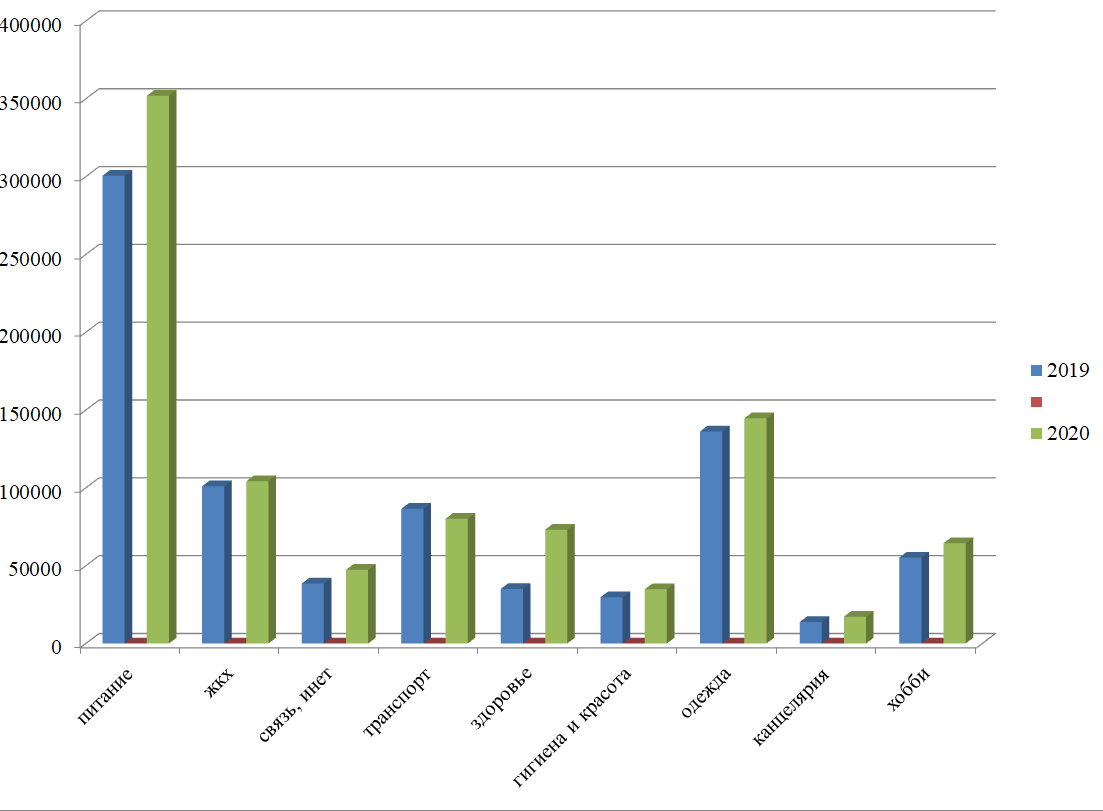 400000
350000
300000
250000
200000
150000
100000
50000
0
питание
жкх
связь, инет
транспорт
здоровье
гигиена и красота
одежда
канцелярия
хобби
2019
2020